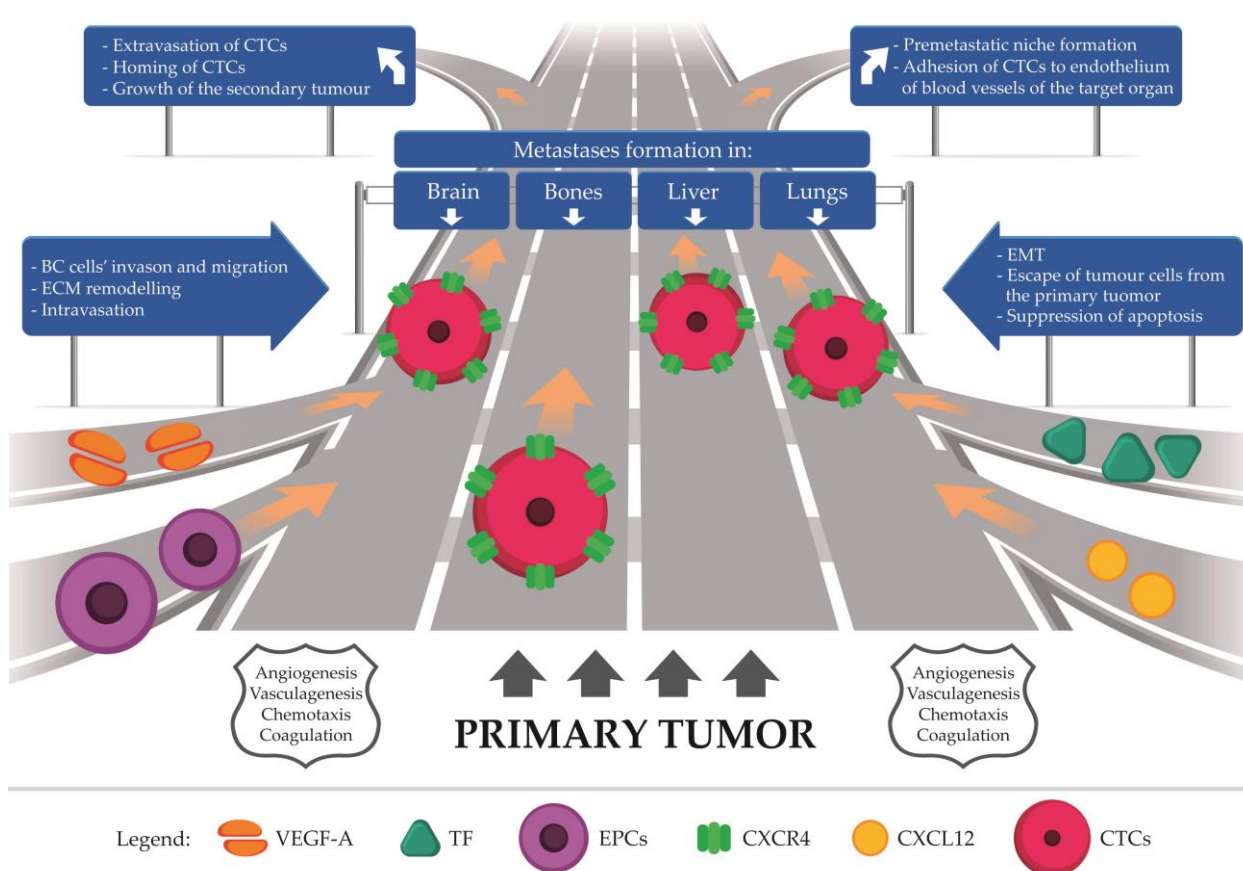 - Extravasation of CTCs
- Homing of CTCs
- Growth of the secondary tumour
- Premetastatic niche formation
- Adhesion of CTCs to endothelium
of blood vessels of the target organ
Metastases formation in:
Brain
Bones
Liver
Lungs
- BC cells' invason and migration
- ECM remodelling
- Intravasation
- EMT
- Escape of tumour cells from
the primary tuomor
- Suppression of apoptosis
Angiogenesis
Vasculagenesis
Chemotaxis
Coagulation
PRIMARY TUMOR
Angiogenesis
Vasculagenesis
Chemotaxis
Coagulation
Legend: VEGF-A TF EPCs CXCR4 CXCL12 CTCs